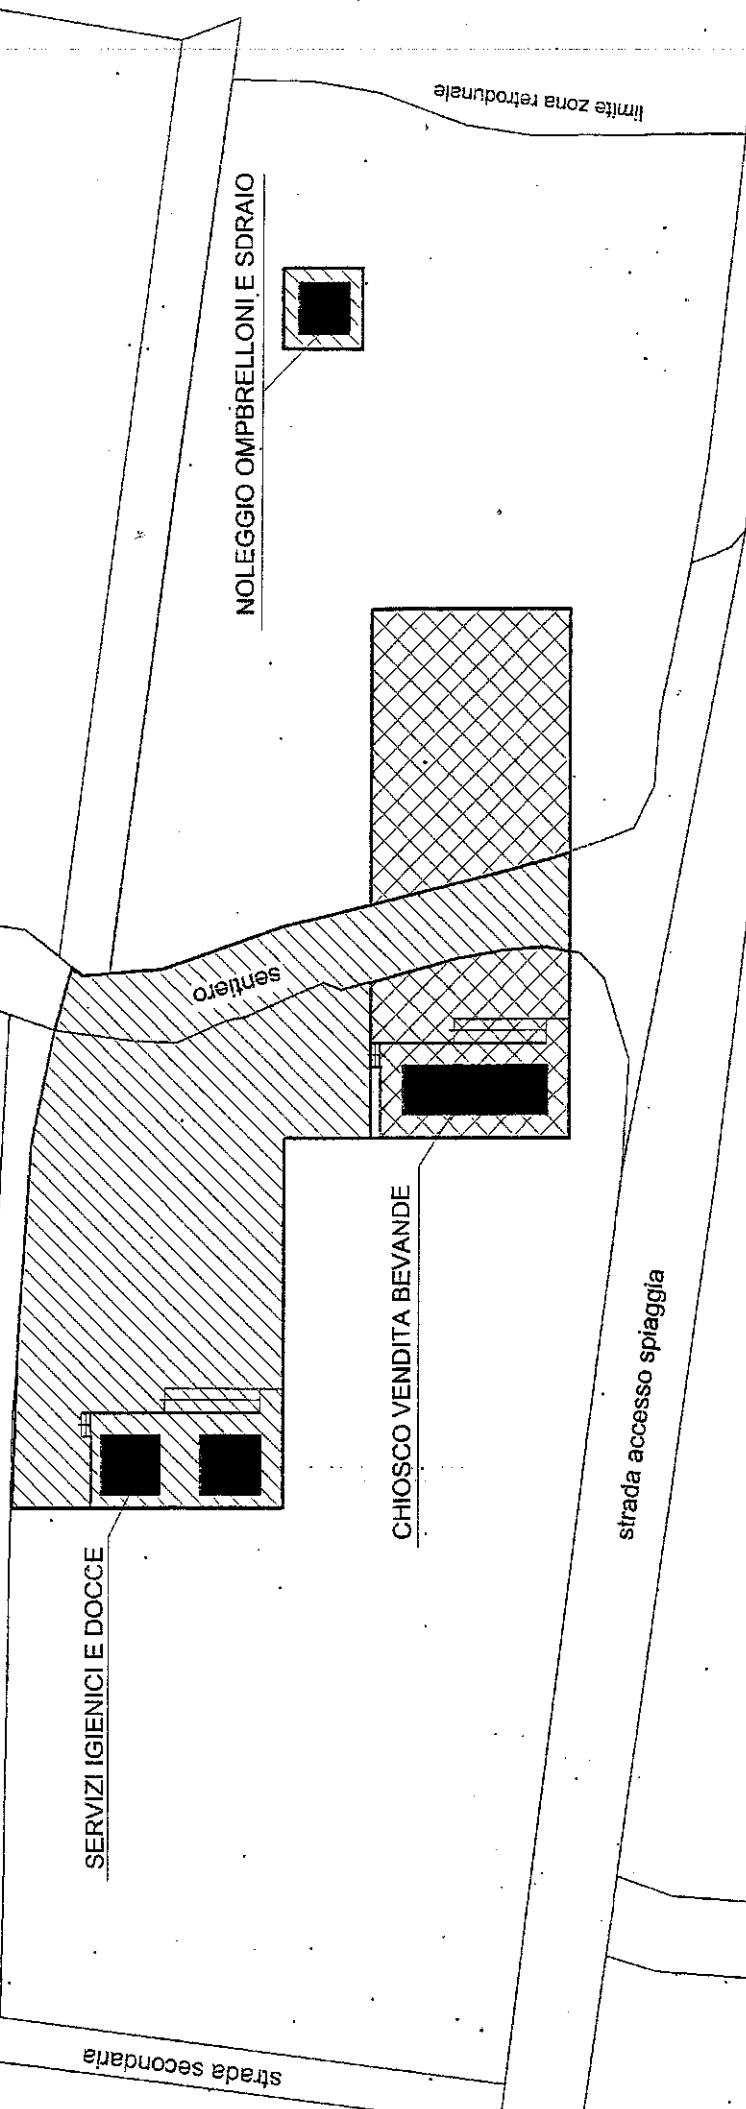 limite zona retrodunale
NOLEGGIO OMPBRELLONI E SDRAIO
sentiero
CHIOSCO VENDITA BEVANDE
SERVIZI IGIENICI E DOCCE
strada accesso spiaggia
strada secondaria